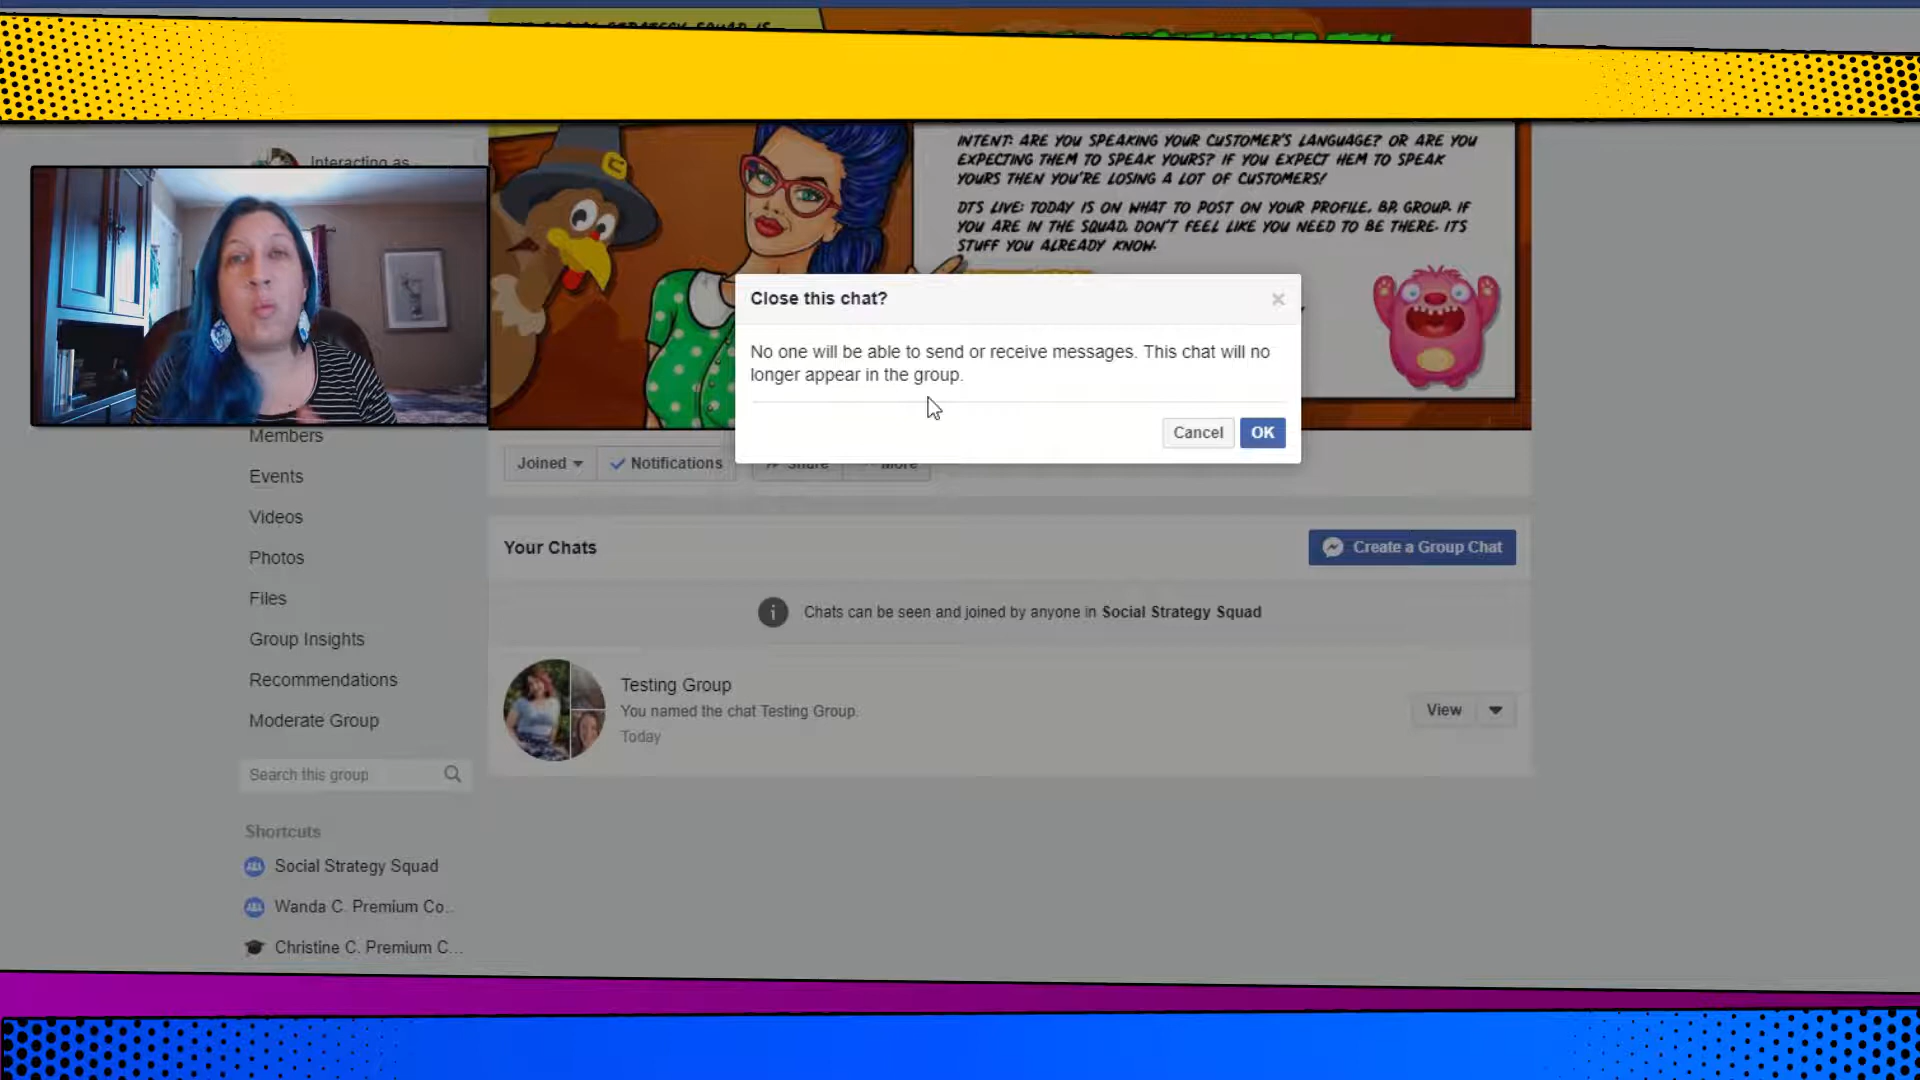 INTENT: ARE YOU SPEAKING YOUR CUSTOMER'S LANGUAGE? OR ARE YOU
EXPECTING THEM TO SPEAK YOURS? IF YOU EXPECT HEM TO SPEAK
YOURS THEN YOU'RE LOSING A LOT OF CUSTOMERS!
DTS LIVE: TODAY IS ON WHAT TO POST ON YOUR PROFILE, BP, GROUP. IF
YOU ARE IN THE SQUAD, DON'T FEEL LIKE YOU NEED TO BE THERE. ITS
STUFF YOU ALREADY KNOW.
Interacting as
Close this chat?
No one will be able to send or receive messages. This chat will no
longer appear in the group.
Cancel
OK
Members
Events
Videos
Photos
Files
Group Insights
Recommendations
Moderate Group
Search this group
Shortcuts
Social Strategy Squad
Wanda C. Premium Co...
Christine C. Premium C...
Joined
Notifications
Share
More
Your Chats
Create a Group Chat
Chats can be seen and joined by anyone in Social Strategy Squad
Testing Group
You named the chat Testing Group.
Today
View